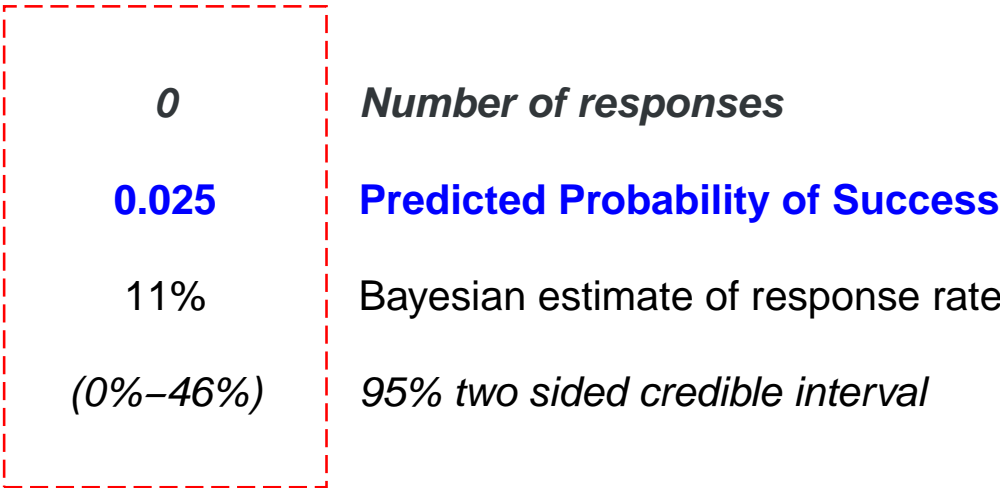 0 Number of responses
0.025 Predicted Probability of Success
11% Bayesian estimate of response rate
(0%–46%) 95% two sided credible interval